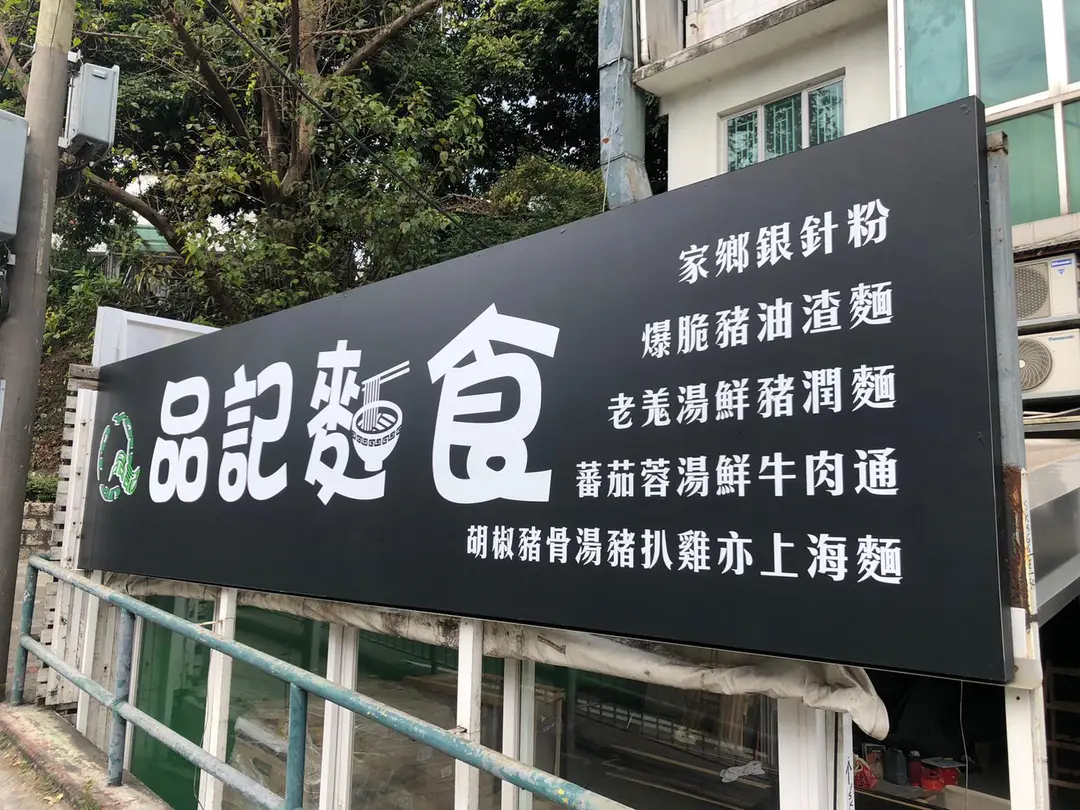 品記麵食
家鄉銀針粉
爆脆豬油渣麵
老羗湯鮮豬潤麵
蕃茄蓉湯鮮牛肉通
胡椒豬骨湯豬扒雞亦上海麵
Panasonic